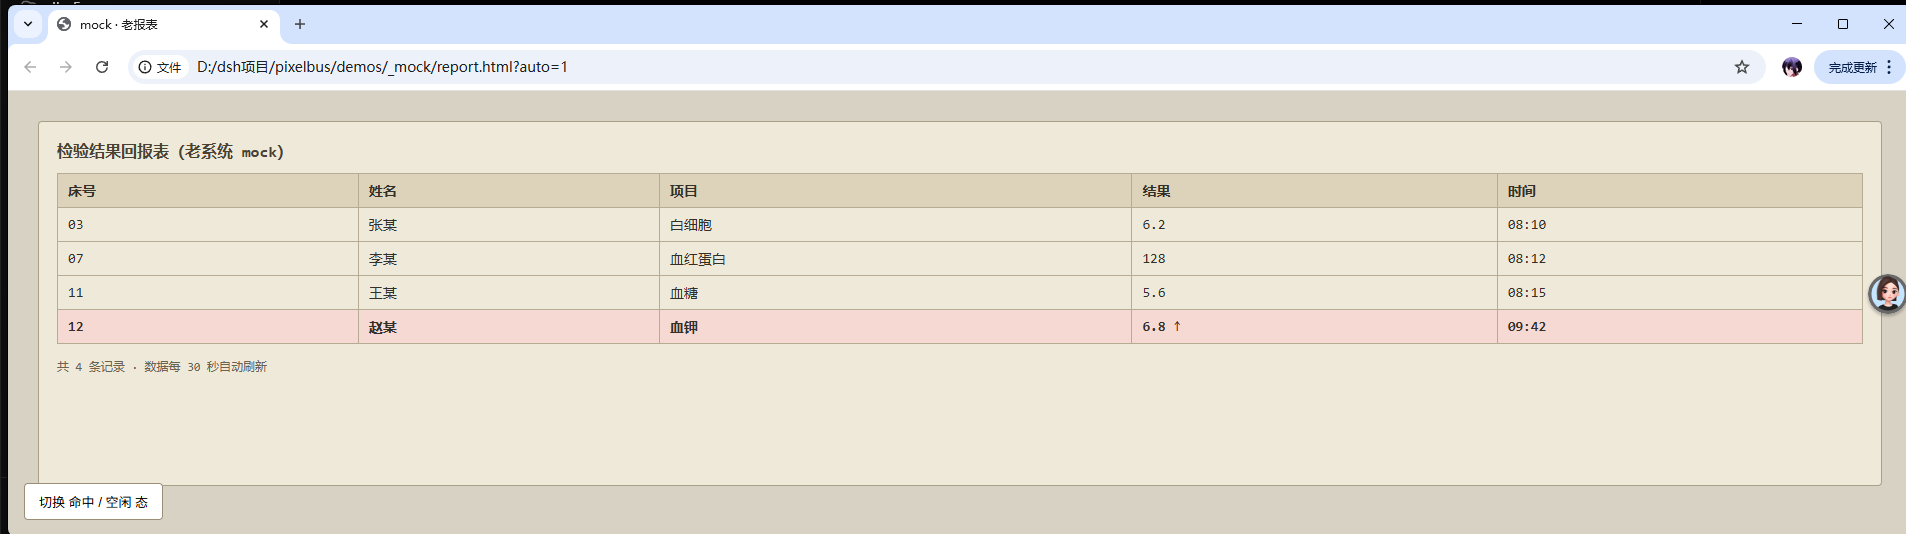 mock · 老报表
文件 D:/dsh项目/pixelbus/demos/_mock/report.html?auto=1 完成更新
检验结果回报表 (老系统 mock)
床号 姓名 项目 结果 时间
03 张某 白细胞 6.2 08:10
07 李某 血红蛋白 128 08:12
11 王某 血糖 5.6 08:15
12 赵某 血钾 6.8 ↑ 09:42
共 4 条记录 · 数据每 30 秒自动刷新
切换 命中 / 空闲 态